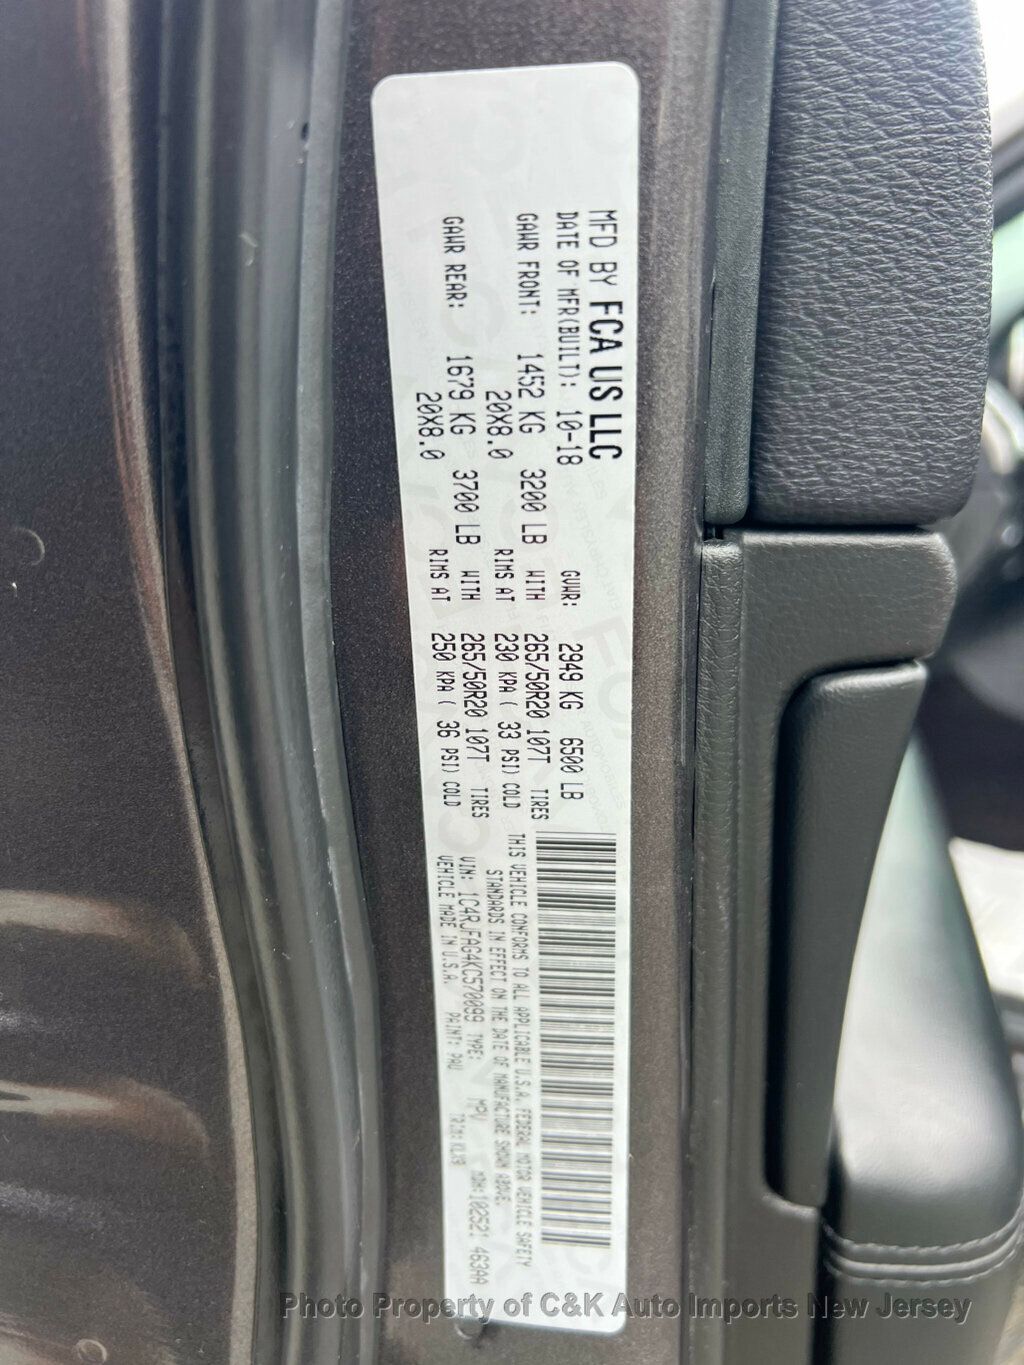 MFD BY FCA US LLC
DATE OF MFR(BUILT): 10-18 GVWR: 2949 KG 6500 LB
GAWR FRONT: 1452 KG 3200 LB WITH 265/50R20 107T TIRES
20X8.0 RIMS AT 230 KPA ( 33 PSI) COLD
GAWR REAR: 1679 KG 3700 LB WITH 265/50R20 107T TIRES
20X8.0 RIMS AT 250 KPA ( 36 PSI) COLD
THIS VEHICLE CONFORMS TO ALL APPLICABLE U.S.A. FEDERAL MOTOR VEHICLE SAFETY
STANDARDS IN EFFECT ON THE DATE OF MANUFACTURE SHOWN ABOVE.
VIN: 1C4RJFAG4KC570099 TYPE: MPV MDH: 102521 463AA
VEHICLE MADE IN U.S.A. PAINT: PAU TRIM:
Photo Property of C&K Auto Imports New Jersey